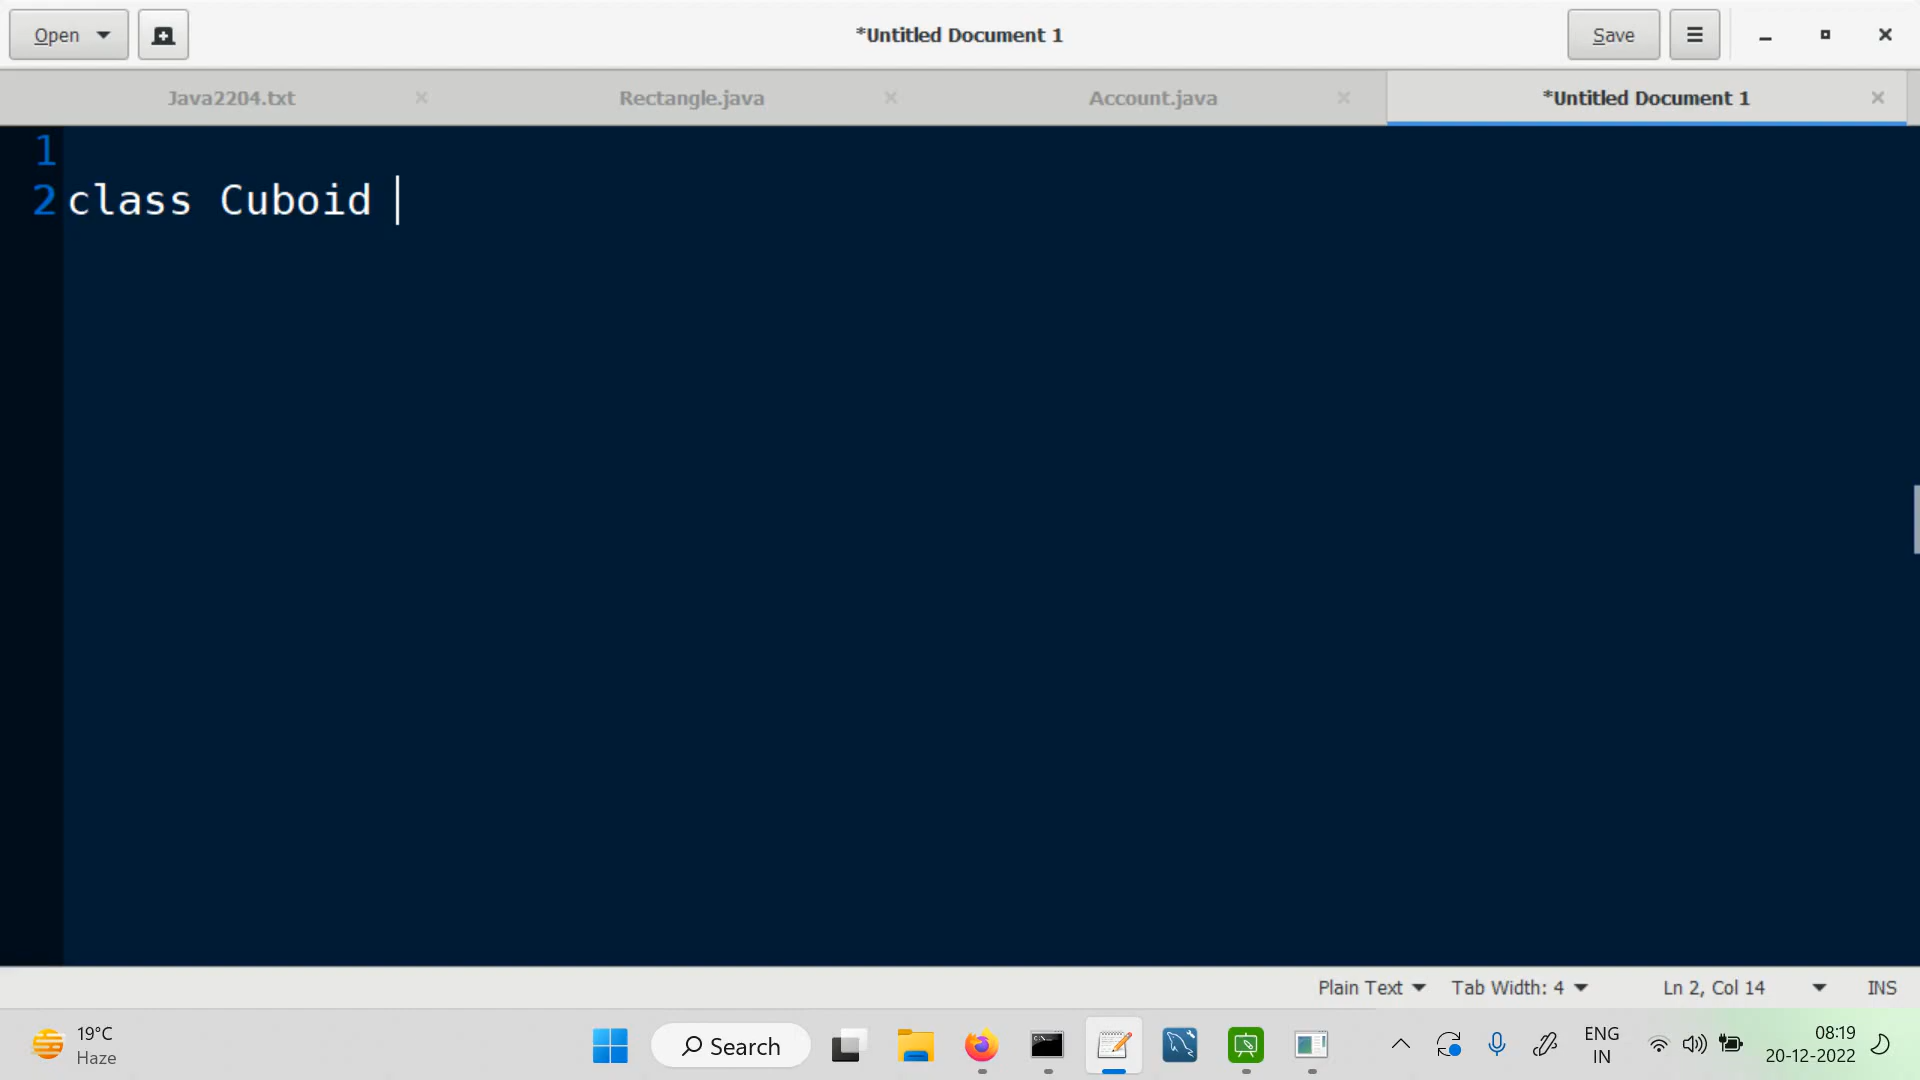 Open
*Untitled Document 1
Save
Java2204.txt
Rectangle.java
Account.java
*Untitled Document 1
1
2 class Cuboid
Plain Text
Tab Width: 4
Ln 2, Col 14
INS
19°C
Haze
Search
ENG
IN
08:19
20-12-2022